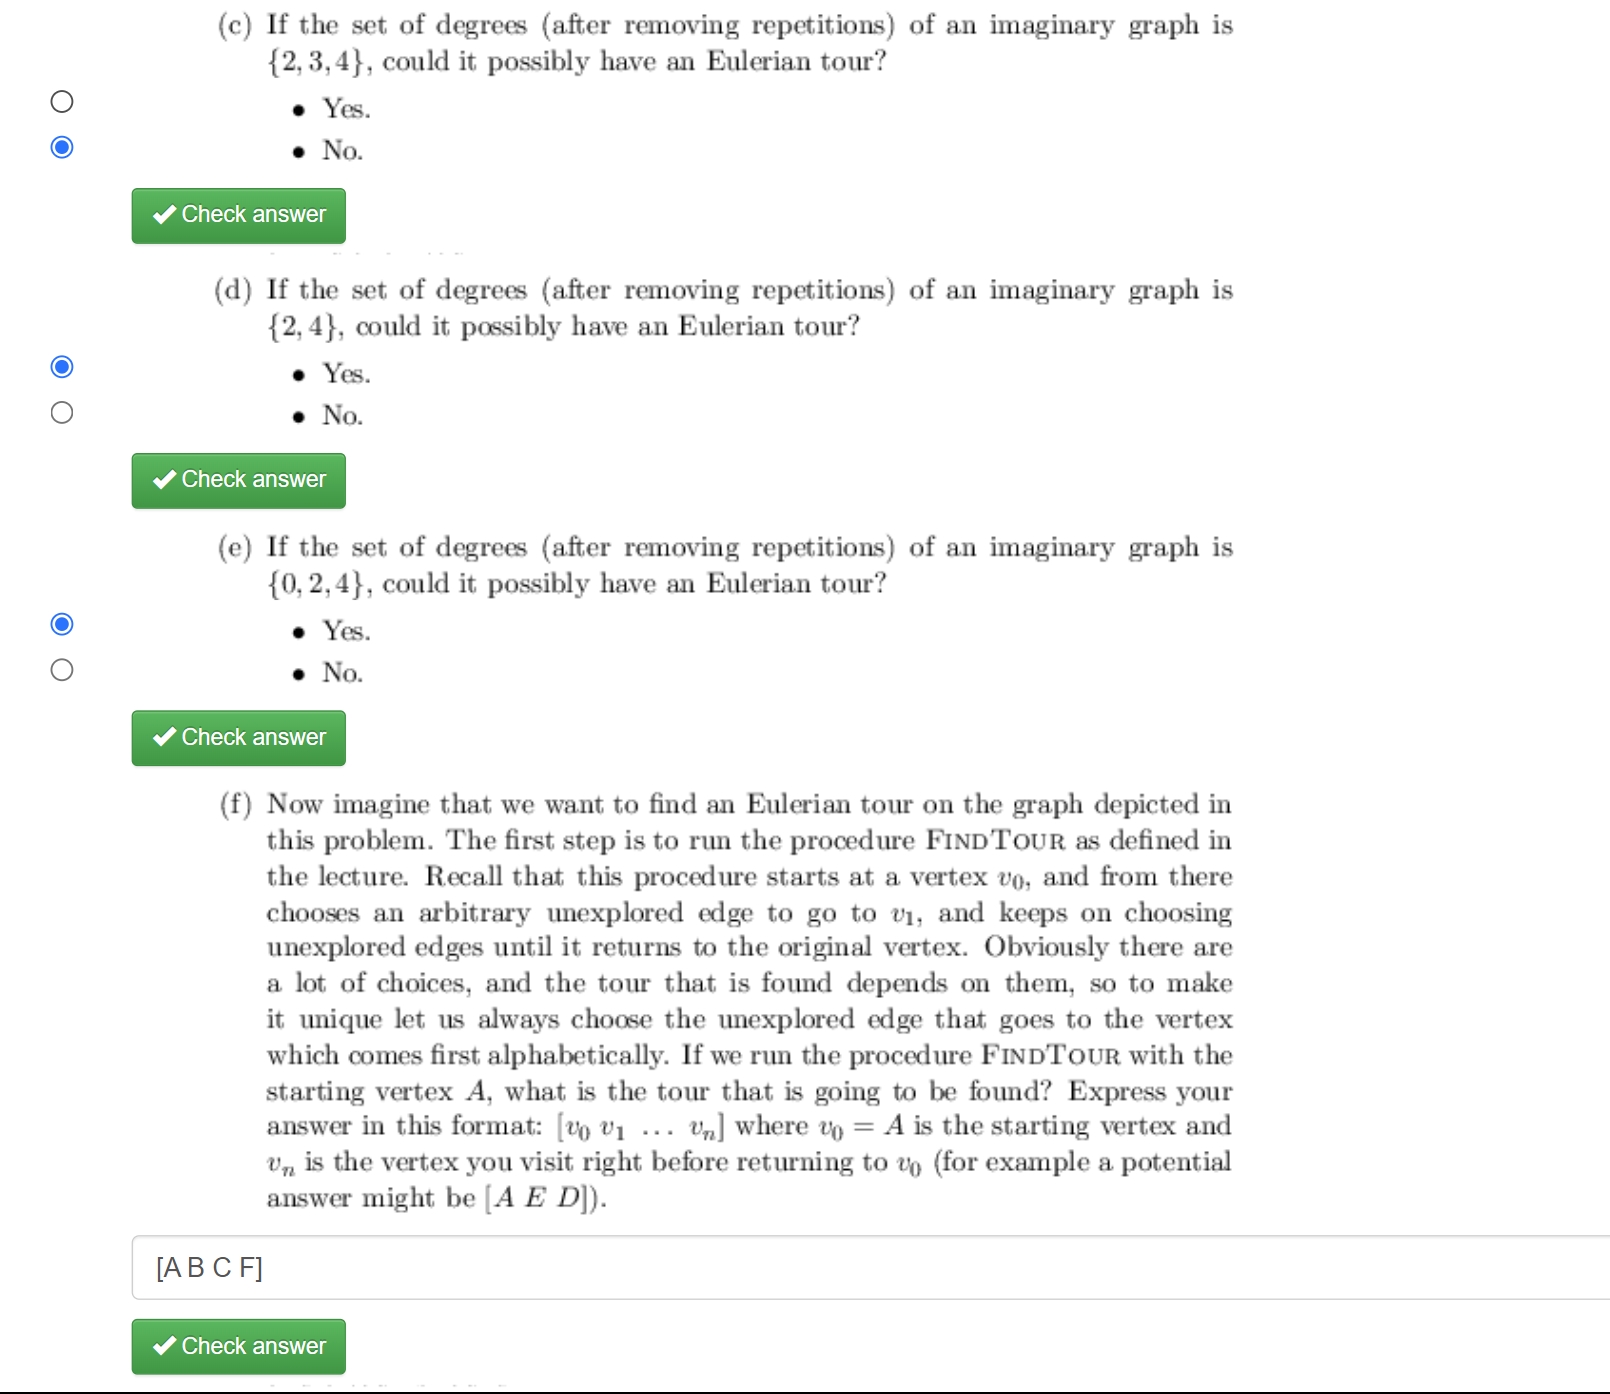 (c) If the set of degrees (after removing repetitions) of an imaginary graph is
{2, 3, 4}, could it possibly have an Eulerian tour?
• Yes.
• No.
✔ Check answer
(d) If the set of degrees (after removing repetitions) of an imaginary graph is
{2, 4}, could it possibly have an Eulerian tour?
• Yes.
• No.
✔ Check answer
(e) If the set of degrees (after removing repetitions) of an imaginary graph is
{0, 2, 4}, could it possibly have an Eulerian tour?
• Yes.
• No.
✔ Check answer
(f) Now imagine that we want to find an Eulerian tour on the graph depicted in
this problem. The first step is to run the procedure FINDTOUR as defined in
the lecture. Recall that this procedure starts at a vertex v₀, and from there
chooses an arbitrary unexplored edge to go to v₁, and keeps on choosing
unexplored edges until it returns to the original vertex. Obviously there are
a lot of choices, and the tour that is found depends on them, so to make
it unique let us always choose the unexplored edge that goes to the vertex
which comes first alphabetically. If we run the procedure FINDTOUR with the
starting vertex A, what is the tour that is going to be found? Express your
answer in this format: [v₀ v₁ ... vₙ] where v₀ = A is the starting vertex and
vₙ is the vertex you visit right before returning to v₀ (for example a potential
answer might be [A E D]).
[A B C F]
✔ Check answer